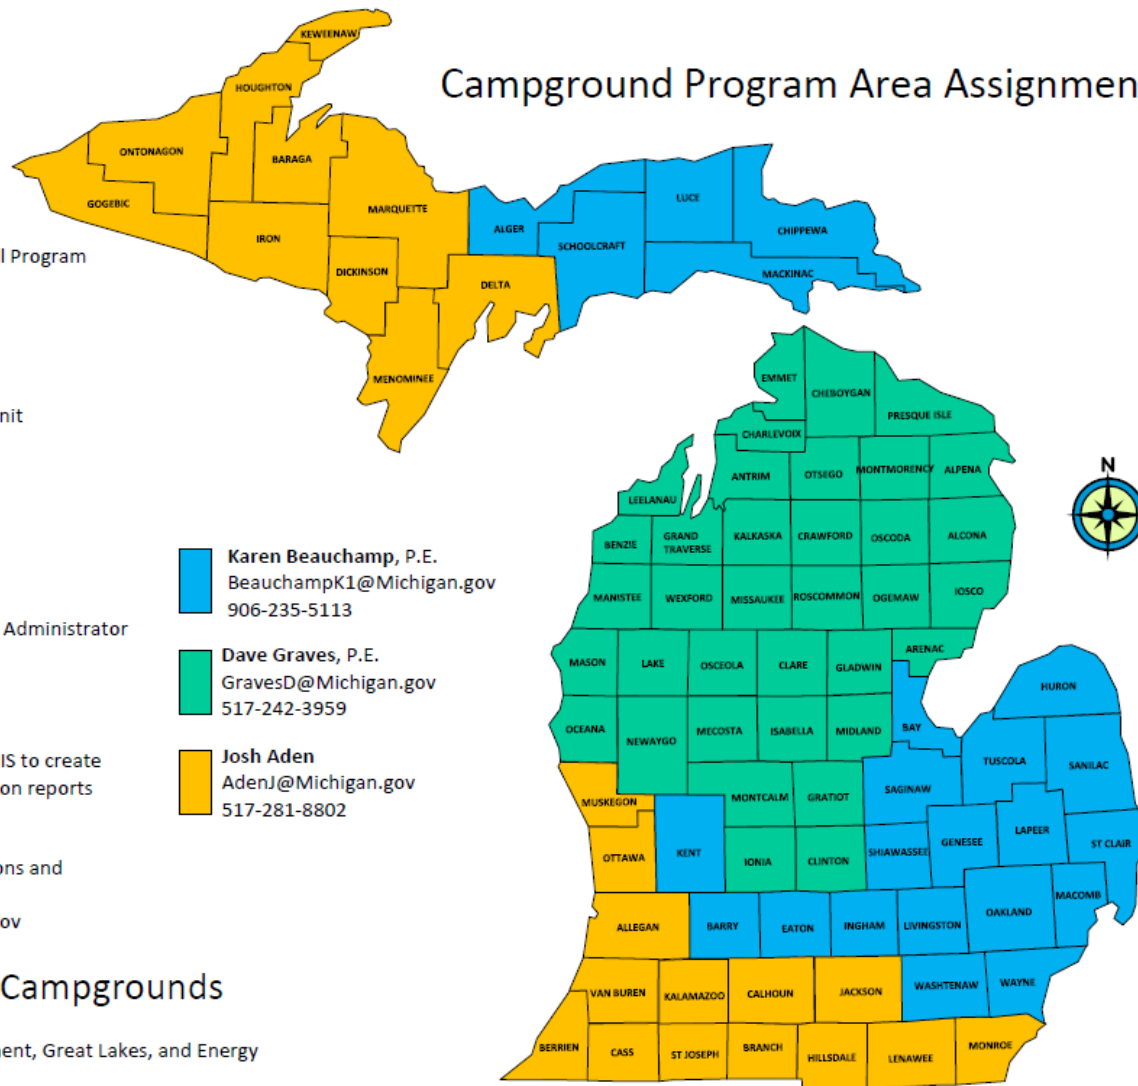 Campground Program Area Assignmen
KEWEENAW
HOUGHTON
ONTONAGON
BARAGA
GOGEBIC
MARQUETTE
IRON
DICKINSON
DELTA
MENOMINEE
ALGER
SCHOOLCRAFT
LUCE
CHIPPEWA
MACKINAC
l Program
nit
Administrator
IS to create
on reports
ons and
ov
Karen Beauchamp, P.E.
BeauchampK1@Michigan.gov
906-235-5113
Dave Graves, P.E.
GravesD@Michigan.gov
517-242-3959
Josh Aden
AdenJ@Michigan.gov
517-281-8802
N
EMMET
CHEBOYGAN
PRESQUE ISLE
CHARLEVOIX
ANTRIM
OTSEGO
MONTMORENCY
ALPENA
LEELANAU
BENZIE
GRAND
TRAVERSE
KALKASKA
CRAWFORD
OSCODA
ALCONA
MANISTEE
WEXFORD
MISSAUKEE
ROSCOMMON
OGEMAW
IOSCO
ARENAC
MASON
LAKE
OSCEOLA
CLARE
GLADWIN
HURON
OCEANA
NEWAYGO
MECOSTA
ISABELLA
MIDLAND
BAY
TUSCOLA
SANILAC
MUSKEGON
MONTCALM
GRATIOT
SAGINAW
OTTAWA
KENT
IONIA
CLINTON
SHIAWASSEE
GENESEE
LAPEER
ST CLAIR
ALLEGAN
BARRY
EATON
INGHAM
LIVINGSTON
OAKLAND
MACOMB
VAN BUREN
KALAMAZOO
CALHOUN
JACKSON
WASHTENAW
WAYNE
BERRIEN
CASS
ST JOSEPH
BRANCH
HILLSDALE
LENAWEE
MONROE
Campgrounds
ent, Great Lakes, and Energy